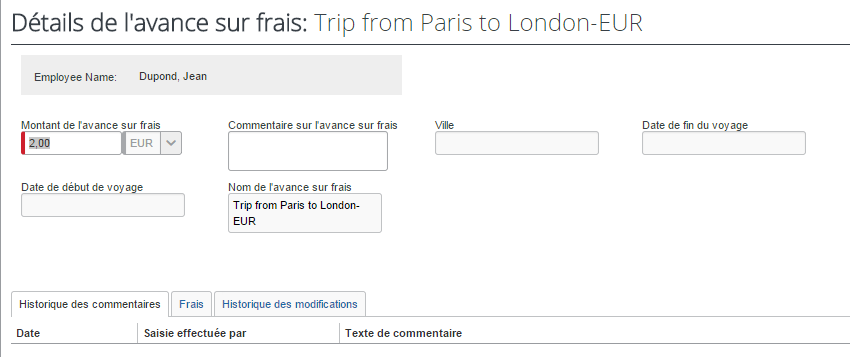 Détails de l'avance sur frais: Trip from Paris to London-EUR
Employee Name: Dupond, Jean
Montant de l'avance sur frais Commentaire sur l'avance sur frais Ville Date de fin du voyage
2,00 EUR
Date de début de voyage Nom de l'avance sur frais
Trip from Paris to London-
EUR
Historique des commentaires Frais Historique des modifications
Date Saisie effectuée par Texte de commentaire